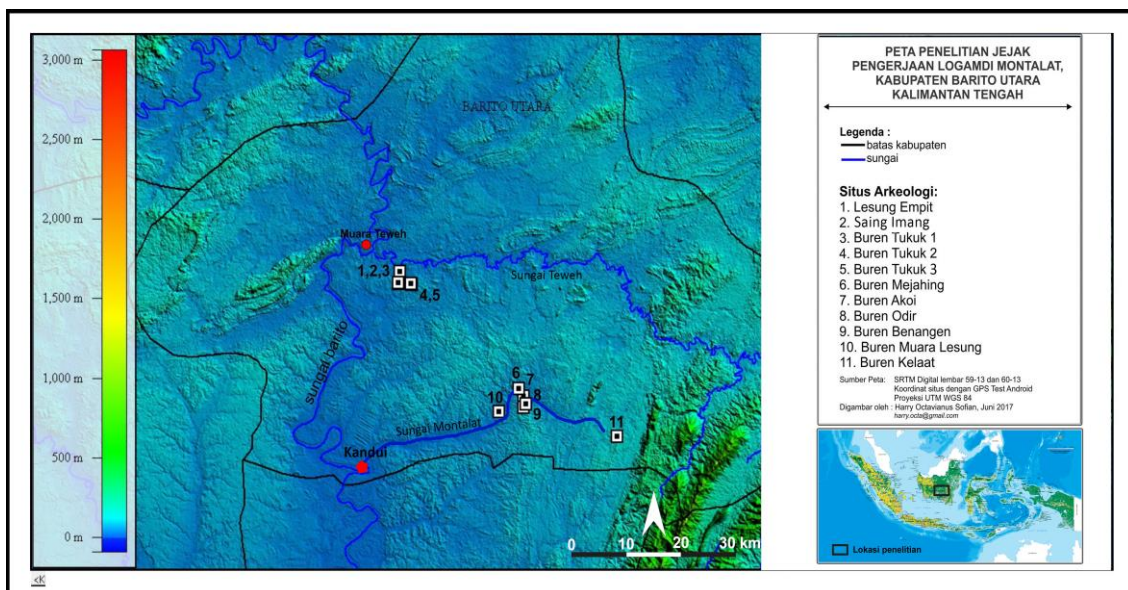 3,000 m
2,500 m
2,000 m
1,500 m
1,000 m
500 m
0 m
BARITO UTARA
Muara Teweh
Sungai Teweh
1,2,3
4,5
sungai barito
6
7
8
9
10
11
Sungai Montalat
Kandui
0 10 20 30 km
PETA PENELITIAN JEJAK
PENGERJAAN LOGAMDI MONTALAT,
KABUPATEN BARITO UTARA
KALIMANTAN TENGAH
Legenda :
batas kabupaten
sungai
Situs Arkeologi:
1. Lesung Empit
2. Saing Imang
3. Buren Tukuk 1
4. Buren Tukuk 2
5. Buren Tukuk 3
6. Buren Mejahing
7. Buren Akoi
8. Buren Odir
9. Buren Benangen
10. Buren Muara Lesung
11. Buren Kelaat
Sumber Peta: SRTM Digital lembar 59-13 dan 60-13
Koordinat situs dengan GPS Test Android
Proyeksi UTM WGS 84
Digambar oleh : Harry Octavianus Sofian, Juni 2017
harry.octa@gmail.com
Lokasi penelitian
<K